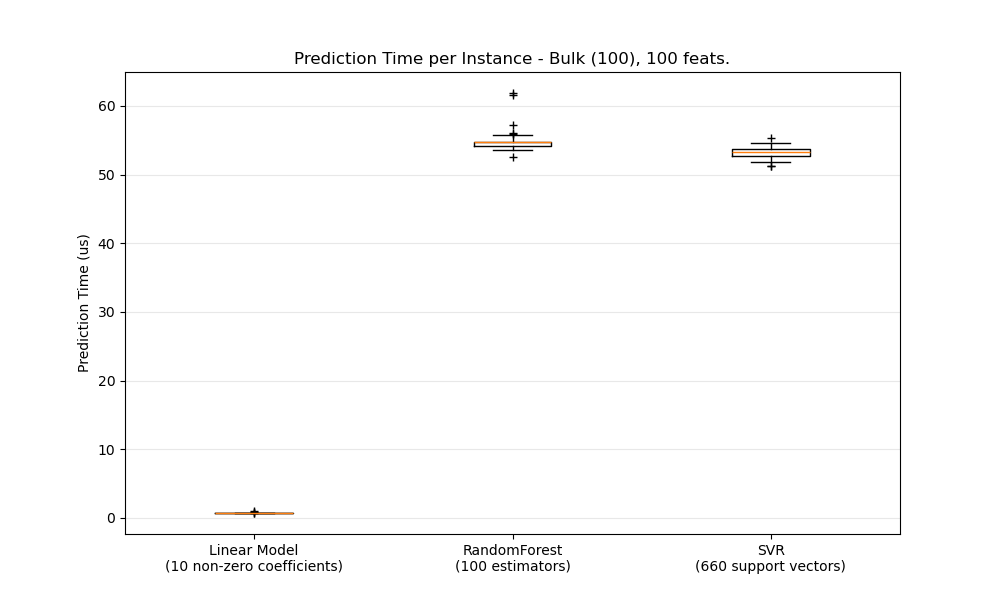 Prediction Time per Instance - Bulk (100), 100 feats.
Prediction Time (us)
60
50
40
30
20
10
0
Linear Model
(10 non-zero coefficients)
RandomForest
(100 estimators)
SVR
(660 support vectors)